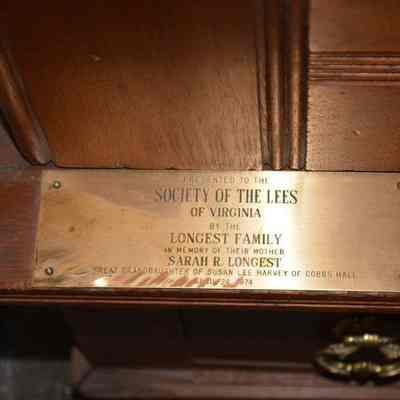 PRESENTED TO THE
SOCIETY OF THE LEES
OF VIRGINIA
BY THE
LONGEST FAMILY
IN MEMORY OF THEIR MOTHER
SARAH R. LONGEST
GREAT GRANDDAUGHTER OF SUSAN LEE HARVEY OF COBBS HALL
1974